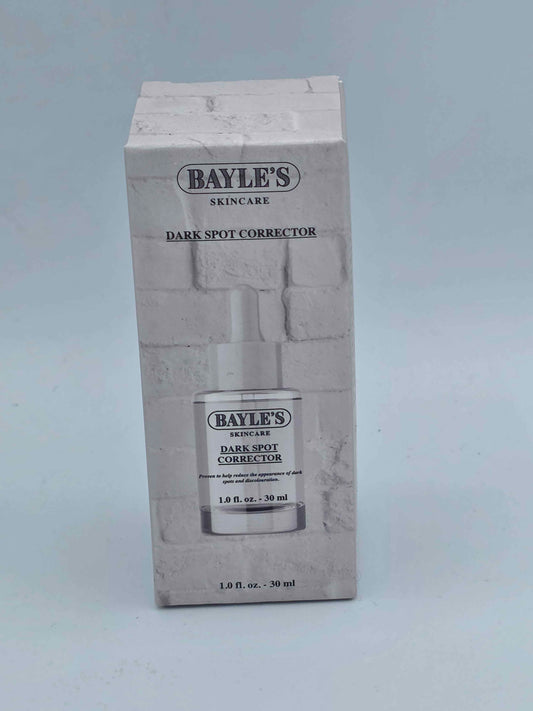 BAYLE'S
SKINCARE
DARK SPOT CORRECTOR
BAYLE'S
SKINCARE
DARK SPOT
CORRECTOR
Proven to help reduce the appearance of dark
spots and discolouration.
1.0 fl. oz. - 30 ml
1.0 fl. oz. - 30 ml